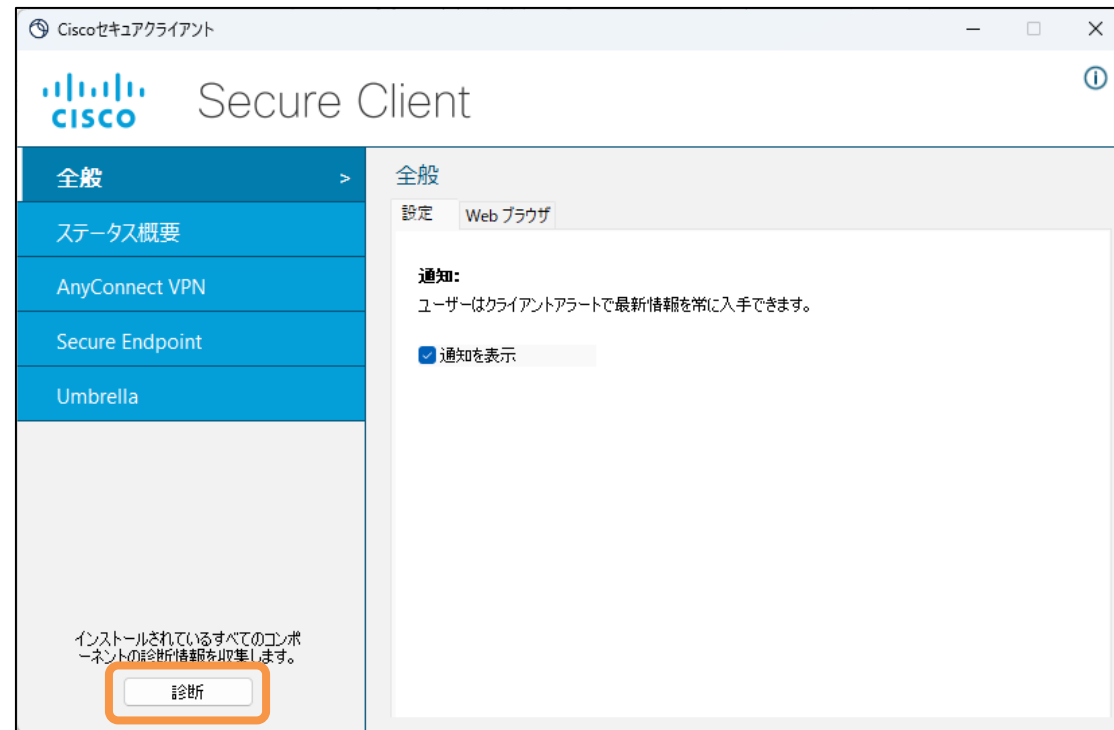 Ciscoセキュアクライアント
CISCO
Secure Client
全般 >
ステータス概要
AnyConnect VPN
Secure Endpoint
Umbrella
インストールされているすべてのコンポ
ーネントの診断情報を収集します。
診断
全般
設定 Web ブラウザ
通知:
ユーザーはクライアントアラートで最新情報を常に入手できます。
通知を表示